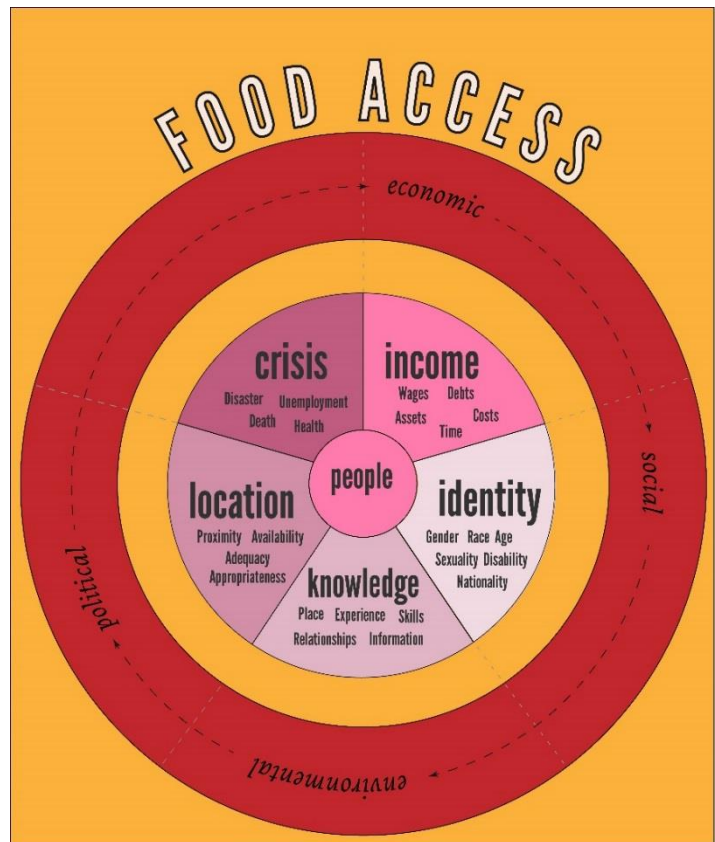 FOOD ACCESS
economic
social
environmental
political
crisis
Disaster Unemployment
Death Health
income
Wages Debts
Assets Costs
Time
people
location
Proximity Availability
Adequacy
Appropriateness
identity
Gender Race Age
Sexuality Disability
Nationality
knowledge
Place Experience Skills
Relationships Information